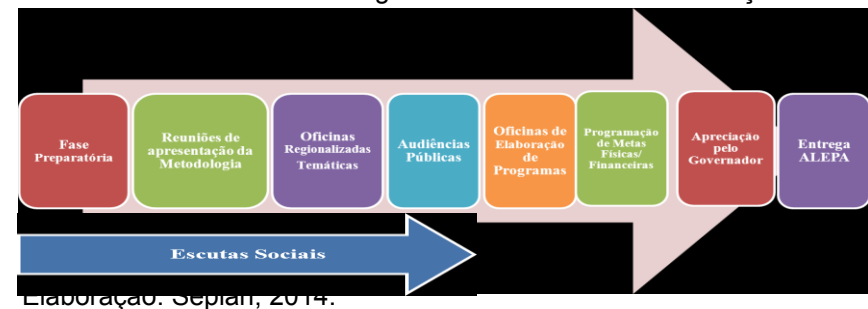 Fase
Preparatória
Reuniões de
apresentação da
Metodologia
Oficinas
Regionalizadas
Temáticas
Audiências
Públicas
Oficinas de
Elaboração
de
Programas
Programação
de Metas
Físicas/
Financeiras
Apreciação
pelo
Governador
Entrega
ALEPA
Escutas Sociais
Elaboração: Seplan, 2014.